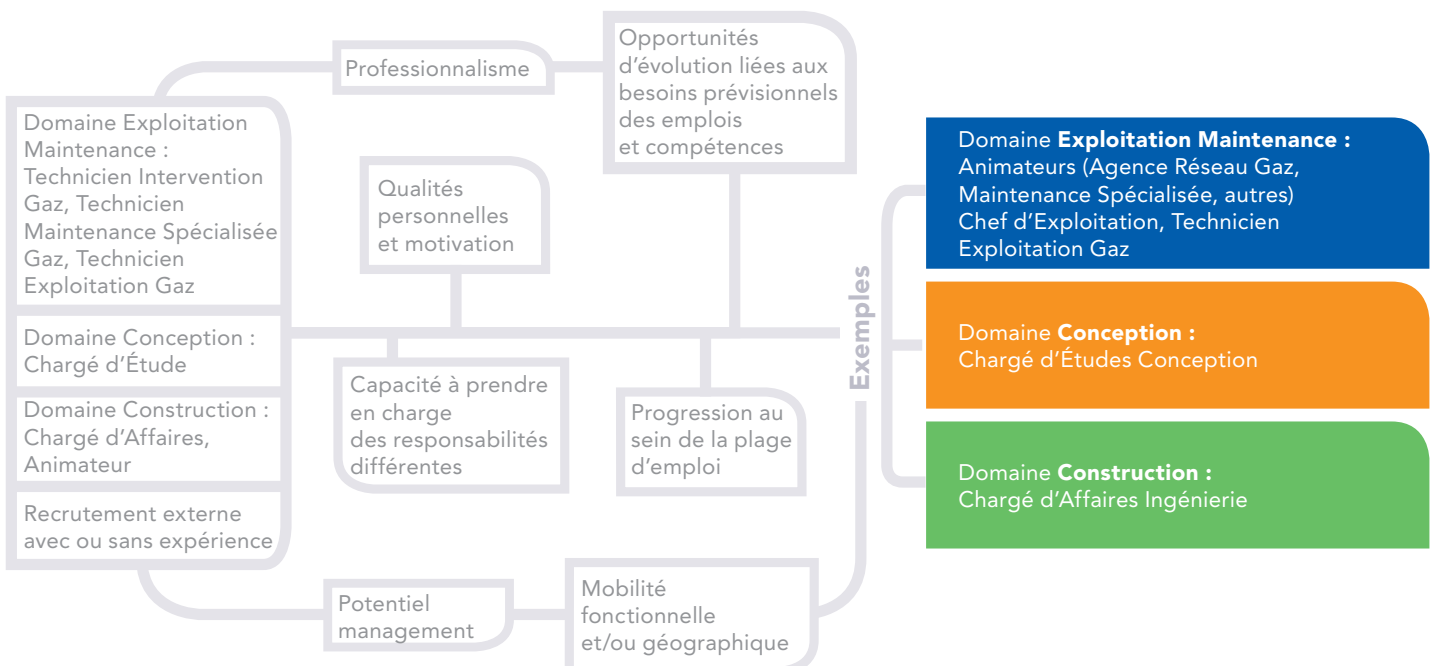 Domaine Exploitation
Maintenance :
Technicien Intervention
Gaz, Technicien
Maintenance Spécialisée
Gaz, Technicien
Exploitation Gaz
Domaine Conception :
Chargé d’Étude
Domaine Construction :
Chargé d’Affaires,
Animateur
Recrutement externe
avec ou sans expérience
Professionnalisme
Opportunités
d’évolution liées aux
besoins prévisionnels
des emplois
et compétences
Qualités
personnelles
et motivation
Capacité à prendre
en charge
des responsabilités
différentes
Progression au
sein de la plage
d’emploi
Potentiel
management
Mobilité
fonctionnelle
et/ou géographique
Exemples
Domaine Exploitation Maintenance :
Animateurs (Agence Réseau Gaz,
Maintenance Spécialisée, autres)
Chef d’Exploitation, Technicien
Exploitation Gaz
Domaine Conception :
Chargé d’Études Conception
Domaine Construction :
Chargé d’Affaires Ingénierie